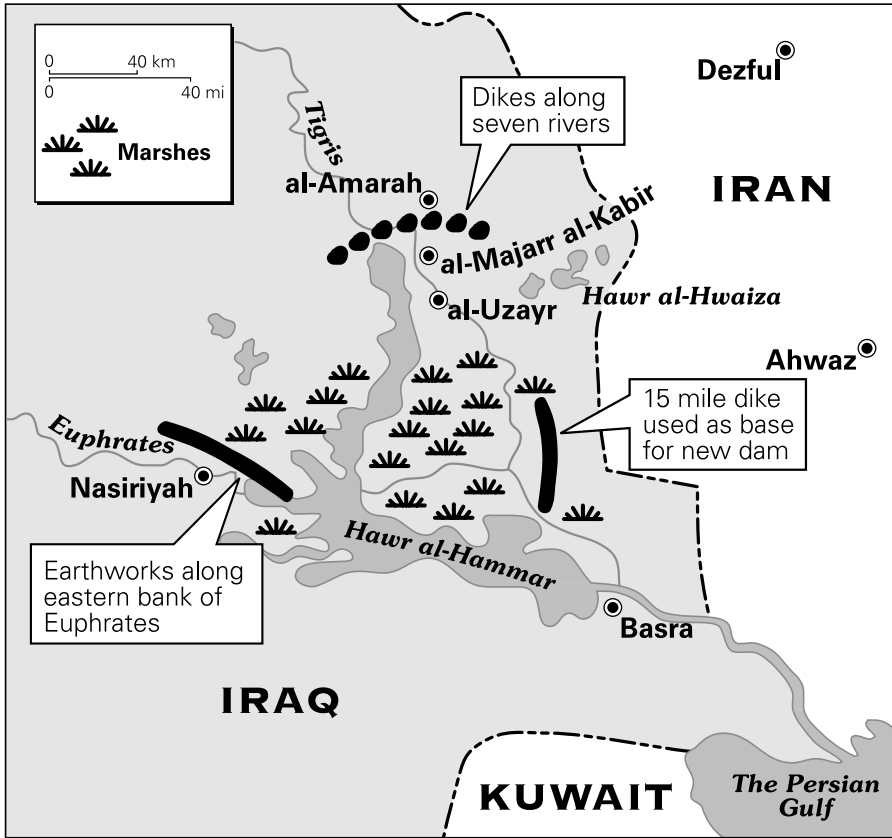 0 40 km
0 40 mi
Marshes
Tigris
Dikes along
seven rivers
Dezful
al-Amarah
IRAN
al-Majarr al-Kabir
Hawr al-Hwaiza
al-Uzayr
Ahwaz
15 mile dike
used as base
for new dam
Euphrates
Nasiriyah
Hawr al-Hammar
Earthworks along
eastern bank of
Euphrates
Basra
IRAQ
KUWAIT
The Persian
Gulf